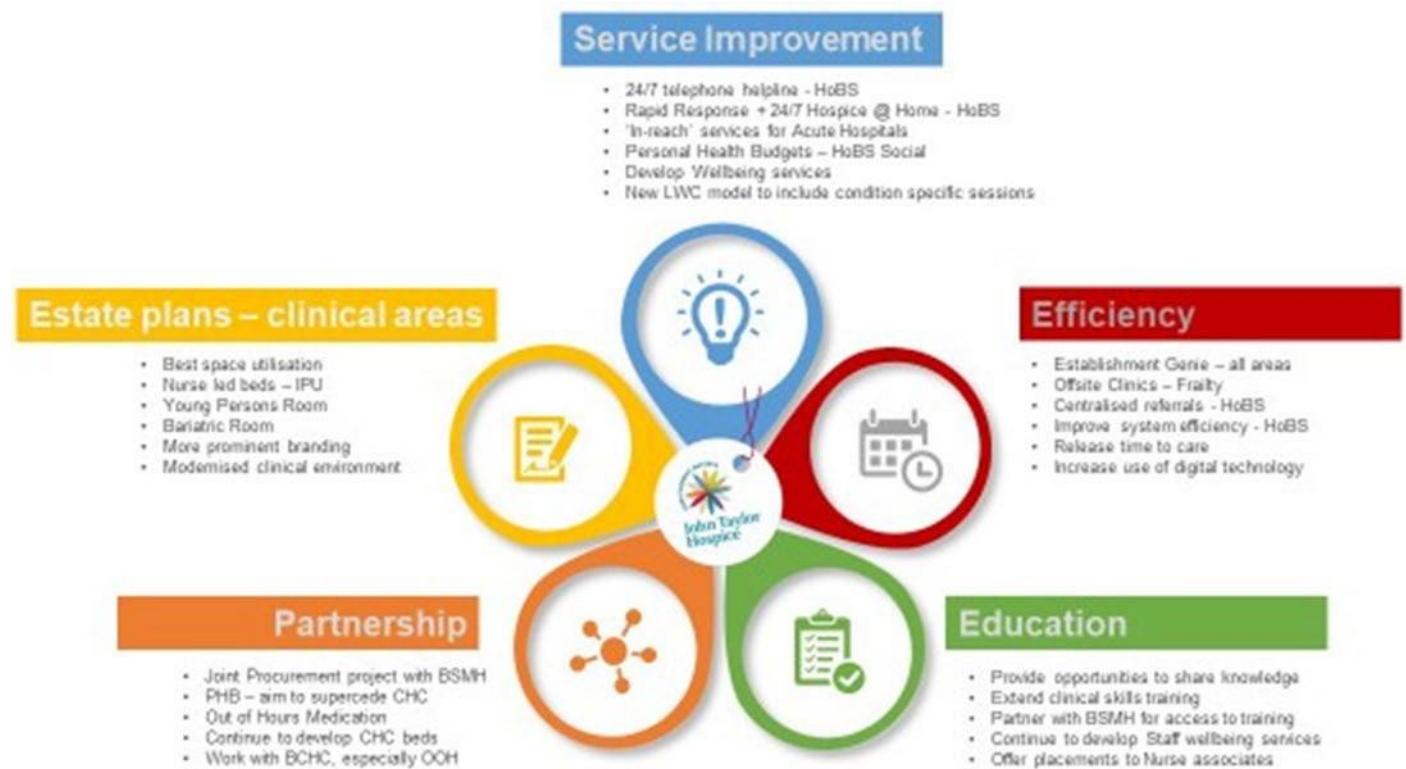 Service Improvement
• 24/7 telephone helpline - HoBS
• Rapid Response + 24/7 Hospice @ Home - HoBS
• 'In-reach' services for Acute Hospitals
• Personal Health Budgets – HoBS Social
• Develop Wellbeing services
• New LWC model to include condition specific sessions
Estate plans – clinical areas
• Best space utilisation
• Nurse led beds – IPU
• Young Persons Room
• Bariatric Room
• More prominent branding
• Modernised clinical environment
Efficiency
• Establishment Genie – all areas
• Offsite Clinics – Frailty
• Centralised referrals - HoBS
• Improve system efficiency - HoBS
• Release time to care
• Increase use of digital technology
John Taylor
Hospice
Partnership
• Joint Procurement project with BSMH
• PHB – aim to supercede CHC
• Out of Hours Medication
• Continue to develop CHC beds
• Work with BCHC, especially OOH
Education
• Provide opportunities to share knowledge
• Extend clinical skills training
• Partner with BSMH for access to training
• Continue to develop Staff wellbeing services
• Offer placements to Nurse associates